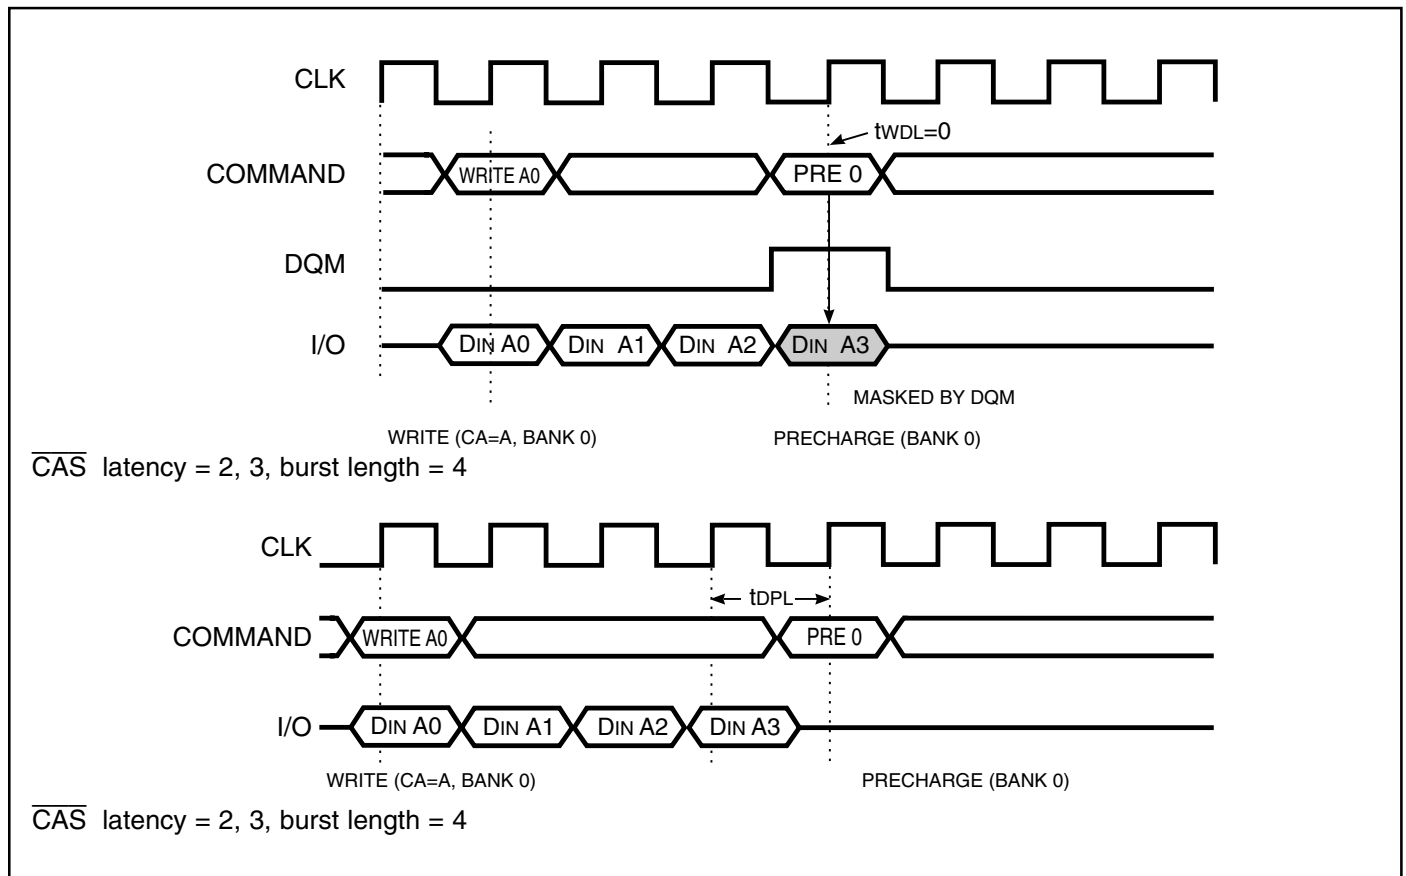 CLK
tWDL=0
COMMAND WRITE A0 PRE 0
DQM
I/O DIN A0 DIN A1 DIN A2 DIN A3
MASKED BY DQM
WRITE (CA=A, BANK 0) PRECHARGE (BANK 0)
CAS latency = 2, 3, burst length = 4
CLK
tDPL
COMMAND WRITE A0 PRE 0
I/O DIN A0 DIN A1 DIN A2 DIN A3
WRITE (CA=A, BANK 0) PRECHARGE (BANK 0)
CAS latency = 2, 3, burst length = 4